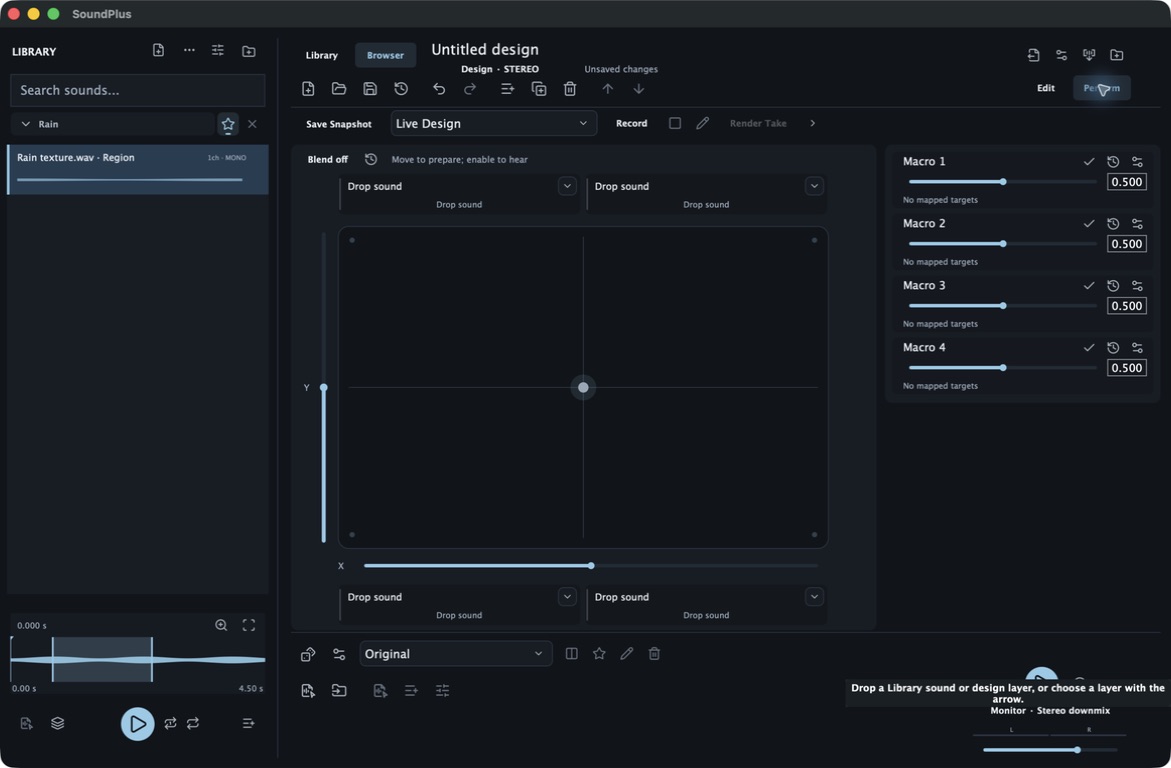 SoundPlus
LIBRARY
Search sounds...
Rain
Rain texture.wav · Region
1ch · MONO
0.000 s
0.00 s
4.50 s
Library
Browser
Untitled design
Design · STEREO
Unsaved changes
Edit
Perform
Save Snapshot
Live Design
Record
Render Take
Blend off
Move to prepare; enable to hear
Drop sound
Drop sound
Drop sound
Drop sound
Y
X
Drop sound
Drop sound
Drop sound
Drop sound
Macro 1
0.500
No mapped targets
Macro 2
0.500
No mapped targets
Macro 3
0.500
No mapped targets
Macro 4
0.500
No mapped targets
Original
Drop a Library sound or design layer, or choose a layer with the
arrow.
Monitor · Stereo downmix
L
R